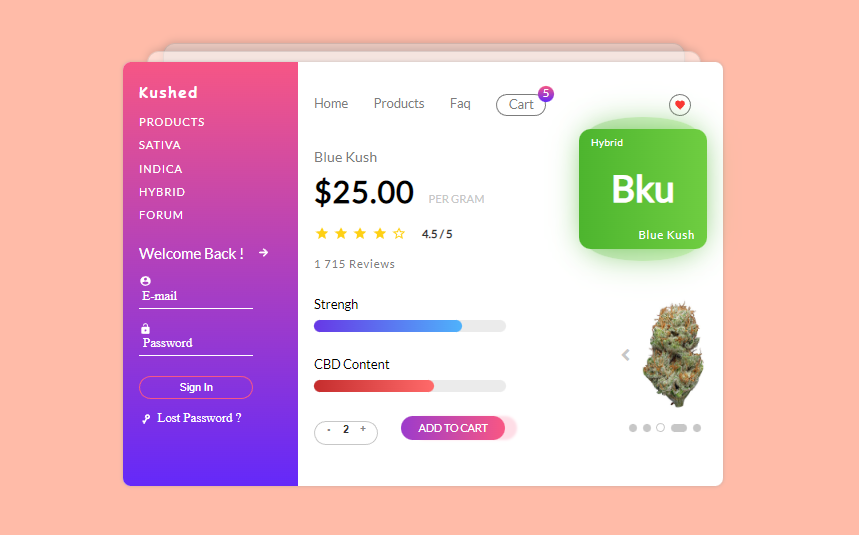 Kushed
PRODUCTS
SATIVA
INDICA
HYBRID
FORUM
Welcome Back !
E-mail
Password
Sign In
Lost Password ?
Home Products Faq Cart 5
Blue Kush
$25.00 PER GRAM
4.5 / 5
1 715 Reviews
Strengh
CBD Content
- 2 +
ADD TO CART
Hybrid
Bku
Blue Kush